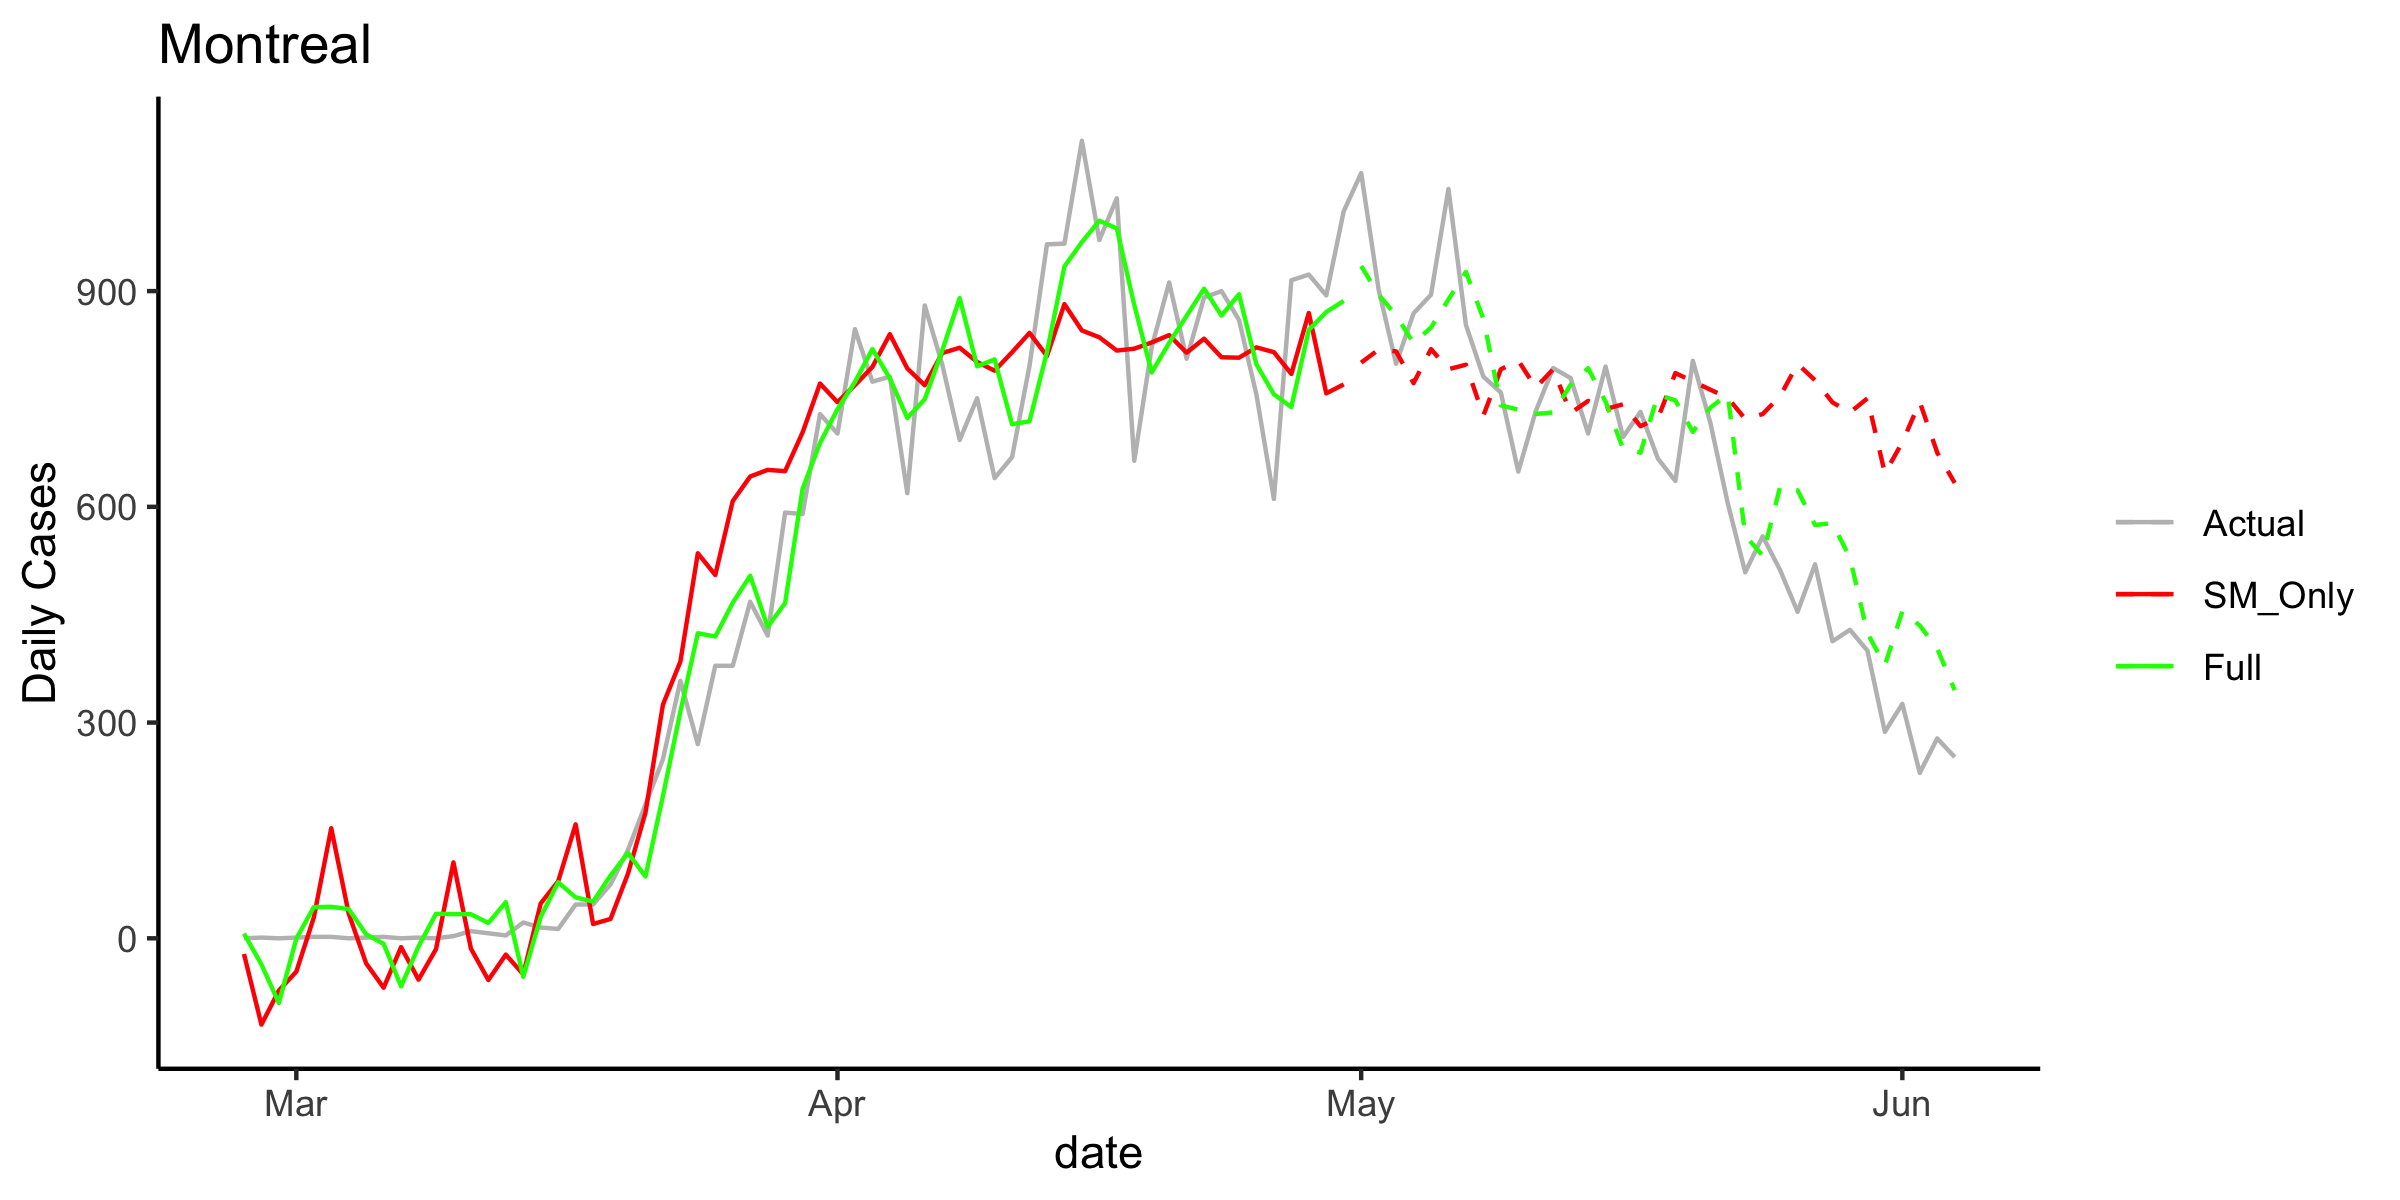 Montreal
Daily Cases
900
600
300
0
Mar
Apr
May
Jun
date
Actual
SM_Only
Full